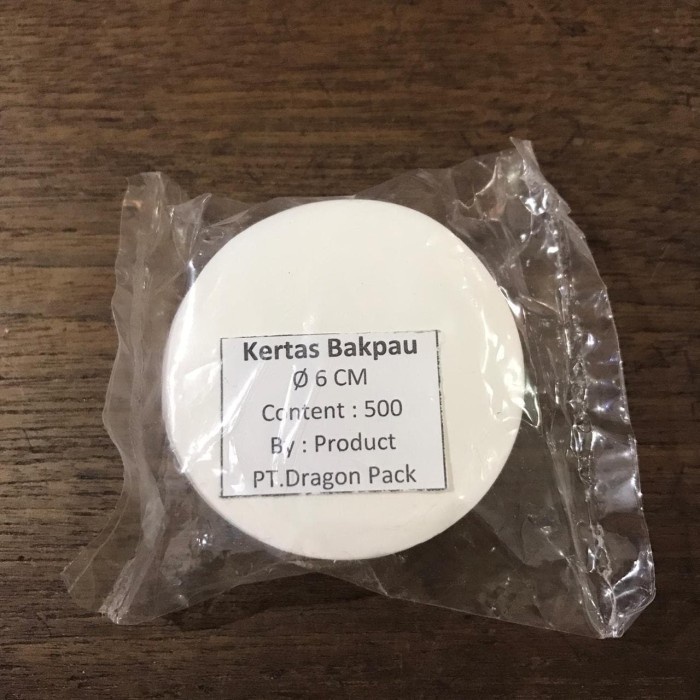 Kertas Bakpau
Ø 6 CM
Content : 500
By : Product
PT.Dragon Pack